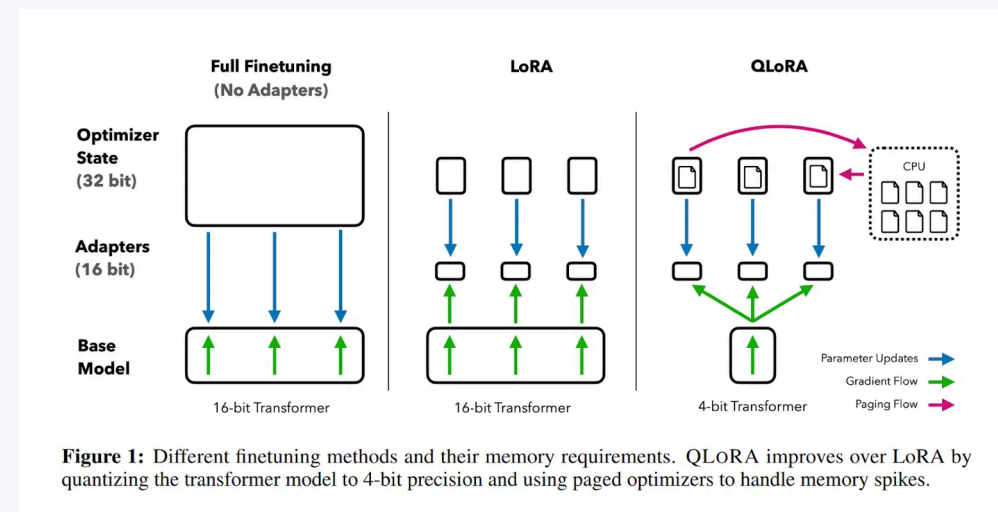 Full Finetuning
(No Adapters)
LoRA
QLoRA
Optimizer
State
(32 bit)
CPU
Adapters
(16 bit)
Base
Model
Parameter Updates
Gradient Flow
Paging Flow
16-bit Transformer
16-bit Transformer
4-bit Transformer
Figure 1: Different finetuning methods and their memory requirements. QLORA improves over LoRA by
quantizing the transformer model to 4-bit precision and using paged optimizers to handle memory spikes.